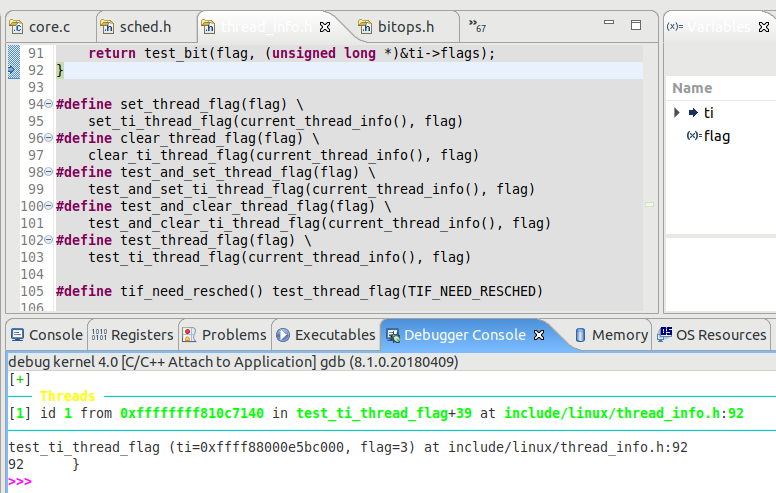 core.c sched.h thread_info.h bitops.h »67 (x)= Variables
91 return test_bit(flag, (unsigned long *)&ti->flags);
92 }
93
94 #define set_thread_flag(flag) \
95 set_ti_thread_flag(current_thread_info(), flag)
96 #define clear_thread_flag(flag) \
97 clear_ti_thread_flag(current_thread_info(), flag)
98 #define test_and_set_thread_flag(flag) \
99 test_and_set_ti_thread_flag(current_thread_info(), flag)
100 #define test_and_clear_thread_flag(flag) \
101 test_and_clear_ti_thread_flag(current_thread_info(), flag)
102 #define test_thread_flag(flag) \
103 test_ti_thread_flag(current_thread_info(), flag)
104
105 #define tif_need_resched() test_thread_flag(TIF_NEED_RESCHED)
106
Name
ti
(x)= flag
Console Registers Problems Executables Debugger Console Memory OS Resources
debug kernel 4.0 [C/C++ Attach to Application] gdb (8.1.0.20180409)
[+]
Threads
[1] id 1 from 0xffffffff810c7140 in test_ti_thread_flag+39 at include/linux/thread_info.h:92
test_ti_thread_flag (ti=0xffff88000e5bc000, flag=3) at include/linux/thread_info.h:92
92 }
>>>